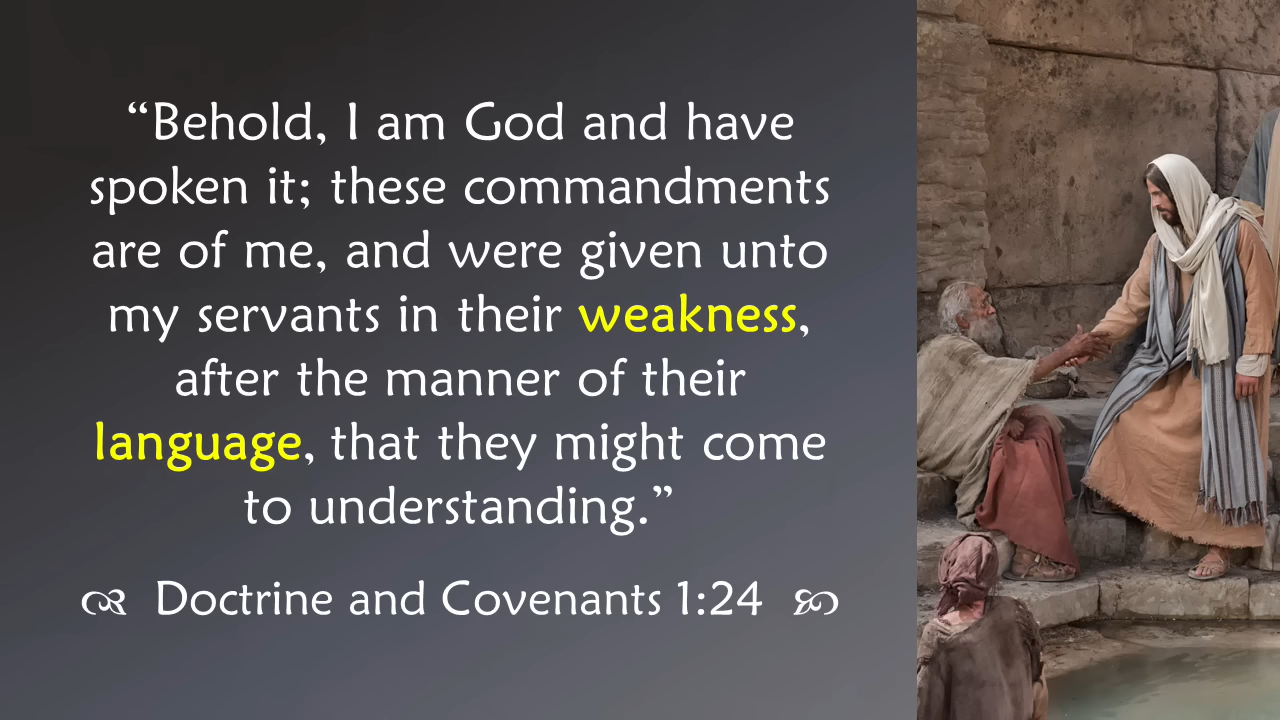 “Behold, I am God and have
spoken it; these commandments
are of me, and were given unto
my servants in their weakness,
after the manner of their
language, that they might come
to understanding.”
Doctrine and Covenants 1:24